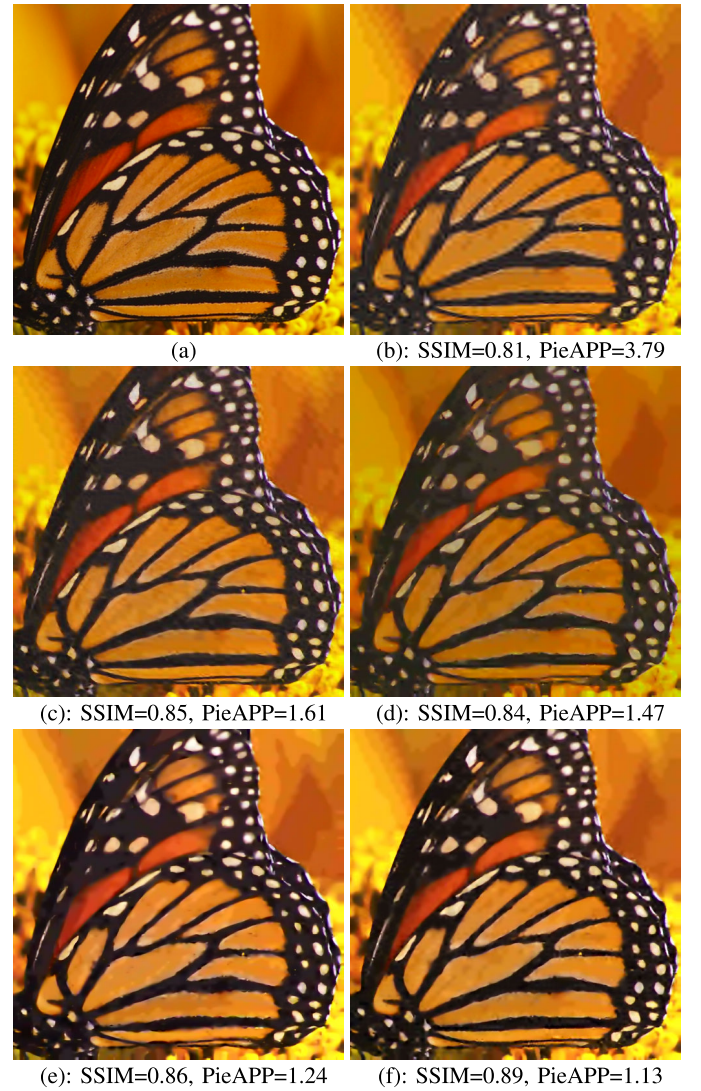 (a)
(b): SSIM=0.81, PieAPP=3.79
(c): SSIM=0.85, PieAPP=1.61
(d): SSIM=0.84, PieAPP=1.47
(e): SSIM=0.86, PieAPP=1.24
(f): SSIM=0.89, PieAPP=1.13